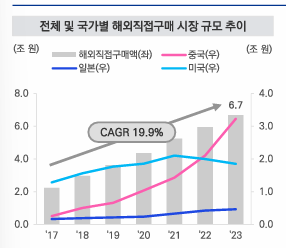 전체 및 국가별 해외직접구매 시장 규모 추이
(조 원) (조 원)
해외직접구매액(좌) 중국(우)
일본(우) 미국(우)
8.0 4.0
6.7
6.0 3.0
CAGR 19.9%
4.0 2.0
2.0 1.0
0.0 0.0
'17 '18 '19 '20 '21 '22 '23